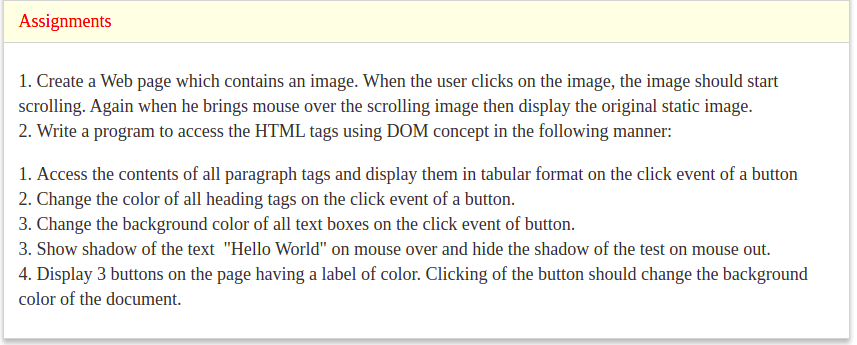 Assignments
1. Create a Web page which contains an image. When the user clicks on the image, the image should start
scrolling. Again when he brings mouse over the scrolling image then display the original static image.
2. Write a program to access the HTML tags using DOM concept in the following manner:
1. Access the contents of all paragraph tags and display them in tabular format on the click event of a button
2. Change the color of all heading tags on the click event of a button.
3. Change the background color of all text boxes on the click event of button.
3. Show shadow of the text  "Hello World" on mouse over and hide the shadow of the test on mouse out.
4. Display 3 buttons on the page having a label of color. Clicking of the button should change the background
color of the document.